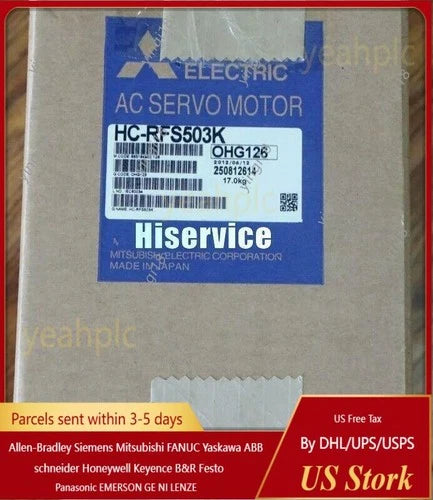 yeahplc
ELECTRIC
AC SERVO MOTOR
HC-RFS503K
OHG126
2012/06/12
250812614
17.0kg
Hiservice
MITSUBISHI ELECTRIC CORPORATION
MADE IN JAPAN
yeahplc
yeahplc
Parcels sent within 3-5 days
US Free Tax
Allen-Bradley Siemens Mitsubishi FANUC Yaskawa ABB
By DHL/UPS/USPS
schneider Honeywell Keyence B&R Festo
Panasonic EMERSON GE NI LENZE
US Stork